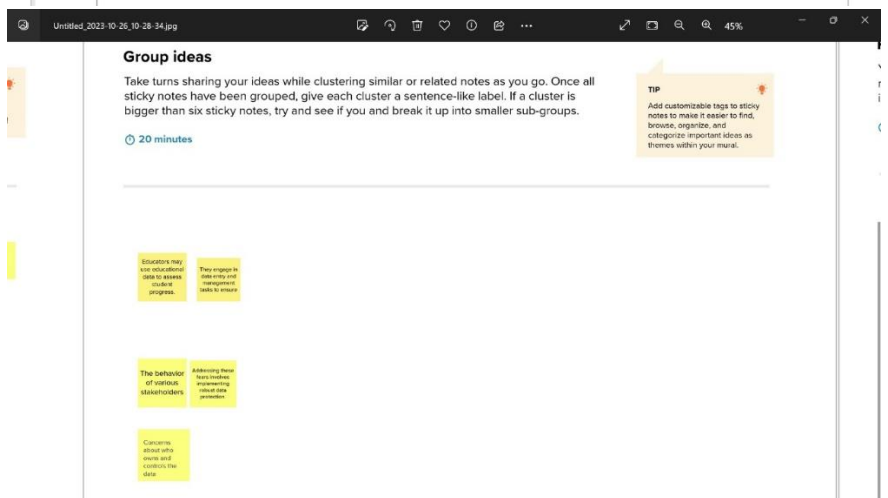 Untitled_2023-10-26_10-28-34.jpg
45%
Group ideas
Take turns sharing your ideas while clustering similar or related notes as you go. Once all
sticky notes have been grouped, give each cluster a sentence-like label. If a cluster is
bigger than six sticky notes, try and see if you and break it up into smaller sub-groups.
20 minutes
TIP
Add customizable tags to sticky
notes to make it easier to find,
browse, organize, and
categorize important ideas as
themes within your mural.
Educators may
use educational
data to assess
student
progress.
They engage in
data entry and
management
tasks to ensure
The behavior
of various
stakeholders
Addressing these
fears involves
implementing
robust data
protection
Concerns
about who
owns and
controls the
data